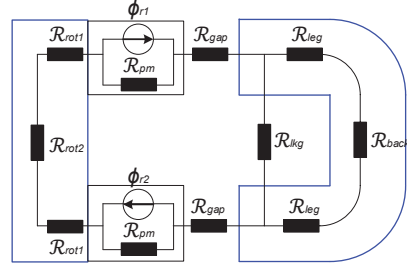 ϕr1
Rrot1
Rpm
Rgap
Rleg
Rrot2
Rlkg
Rback
ϕr2
Rrot1
Rpm
Rgap
Rleg